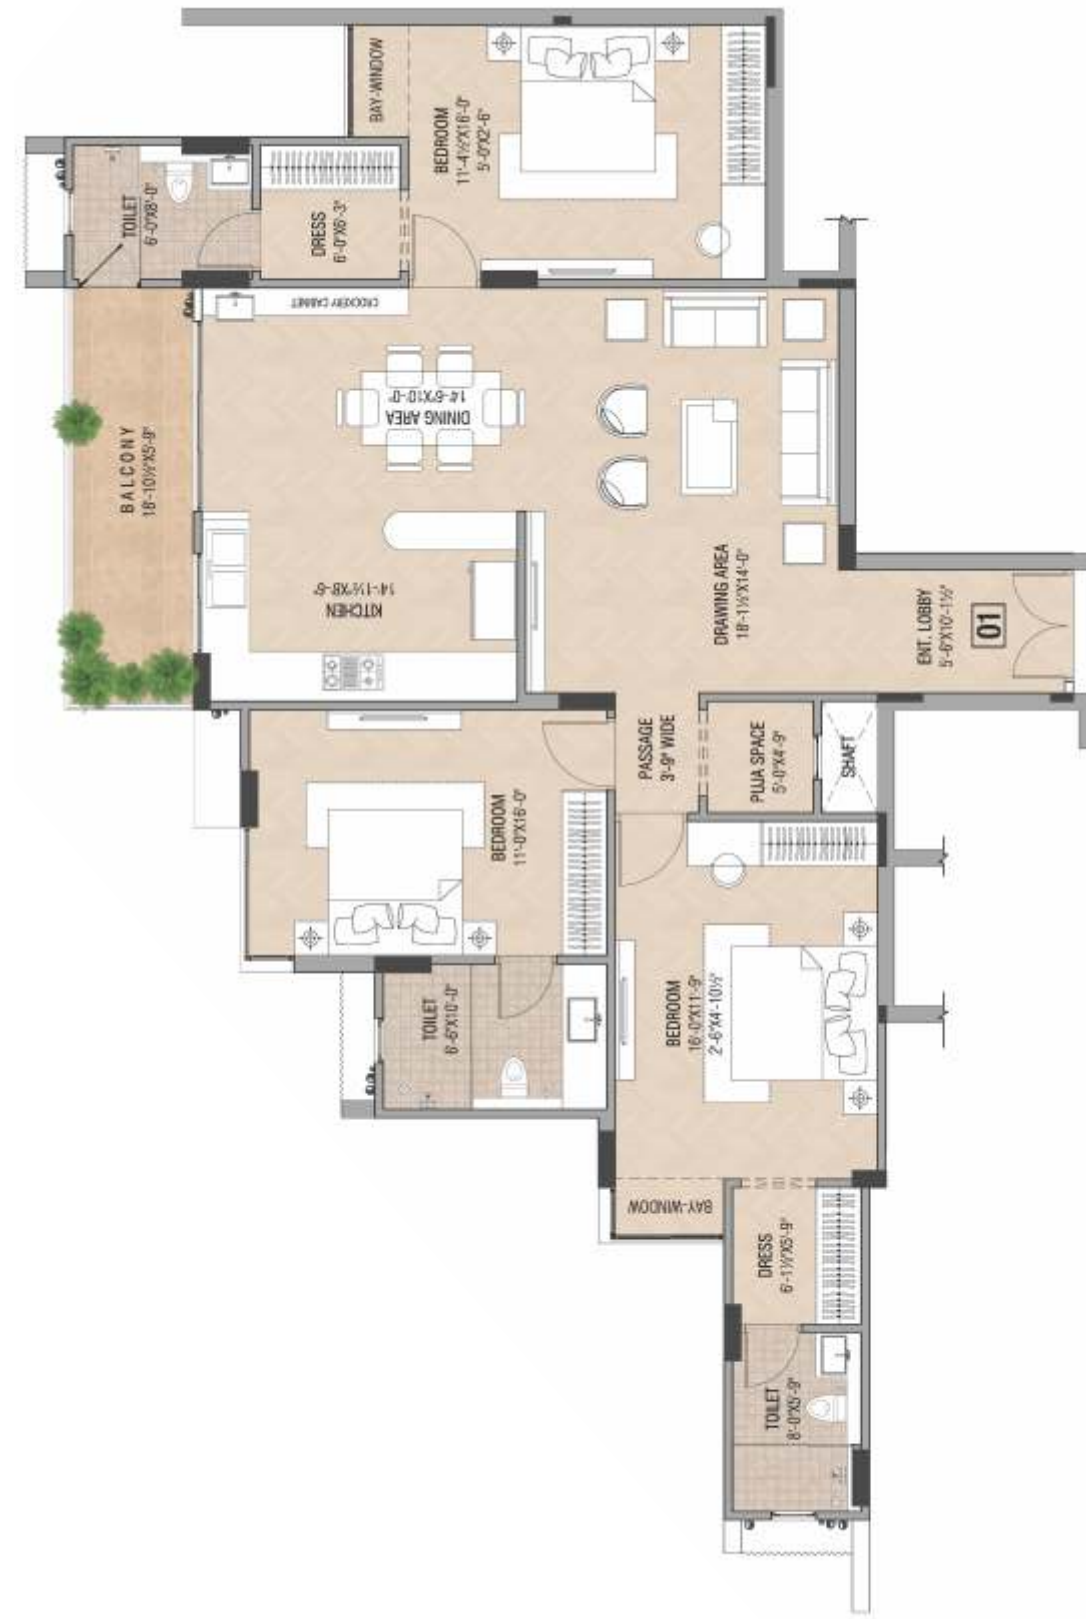 BAY-WINDOW
BEDROOM
11'-4½"X16'-0"
5'-0"X2'-6"
TOILET
6'-0"X8'-0"
DRESS
6'-0"X6'-3"
CROCKERY CABINET
BALCONY
18'-10½"X5'-9"
DINING AREA
14'-6"X10'-0"
KITCHEN
14'-1½"X8'-6"
DRAWING AREA
18'-1½"X14'-0"
ENT. LOBBY
5'-6"X10'-1½"
01
PASSAGE
3'-9" WIDE
PUJA SPACE
5'-0"X4'-9"
SHAFT
BEDROOM
11'-0"X16'-0"
TOILET
6'-6"X10'-0"
BEDROOM
16'-0"X11'-9"
2'-6"X4'-10½"
BAY-WINDOW
DRESS
6'-1½"X5'-9"
TOILET
8'-0"X5'-9"